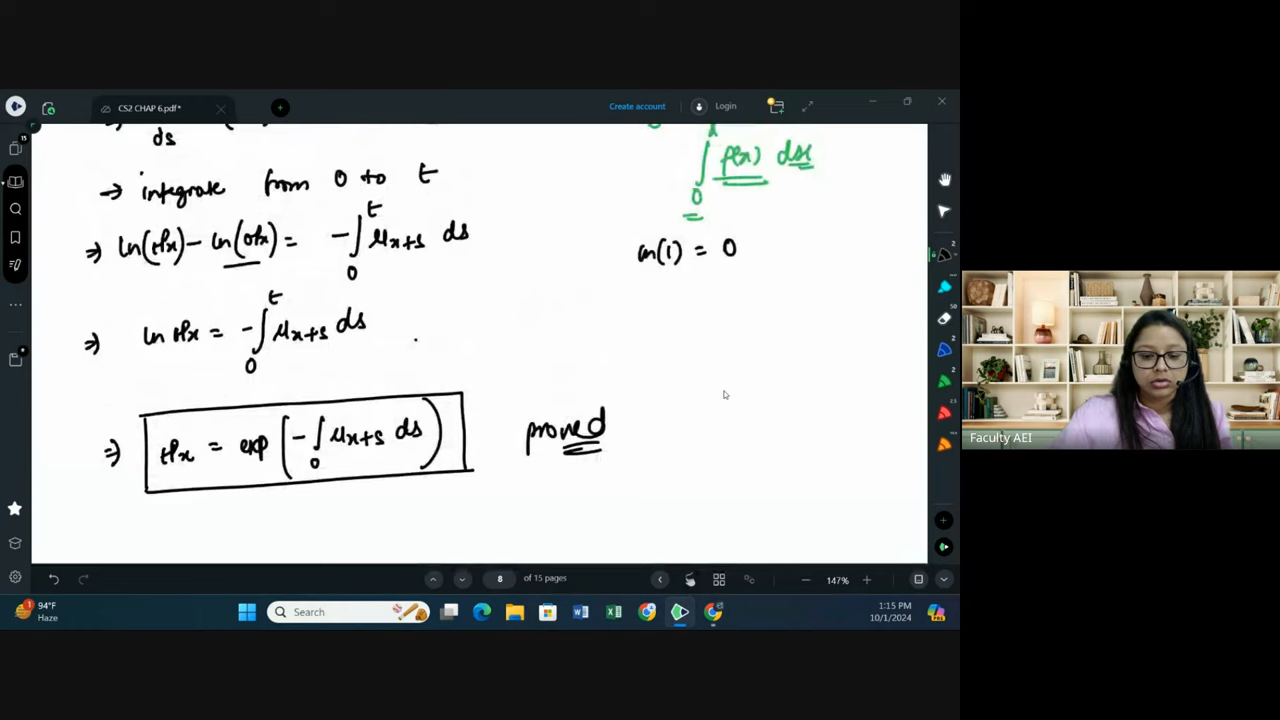 CS2 CHAP 6.pdf*
Create account
Login
ds
→ integrate from 0 to t
⇒ ln(tPx) - ln(0Px) = -∫₀ᵗ μx+s ds
⇒ ln tPx = -∫₀ᵗ μx+s ds
⇒ tPx = exp(-∫₀ μx+s ds) proved
∫₀ f(x) dx
ln(1) = 0
Faculty AEI
8 of 15 pages
147%
94°F
Haze
Search
1:15 PM
10/1/2024